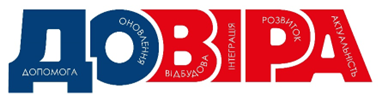 ДОВІРА
ДОПОМОГА
ОНОВЛЕННЯ
ВІДБУДОВА
ІНТЕГРАЦІЯ
РОЗВИТОК
АКТУАЛЬНІСТЬ